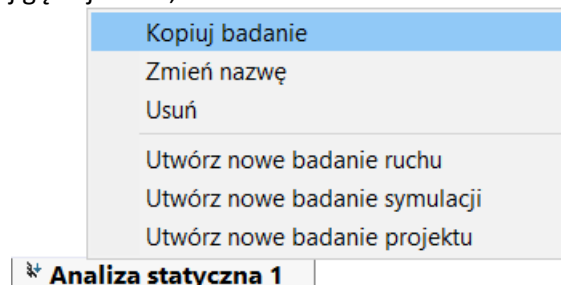 Kopiuj badanie
Zmień nazwę
Usuń
Utwórz nowe badanie ruchu
Utwórz nowe badanie symulacji
Utwórz nowe badanie projektu
Analiza statyczna 1